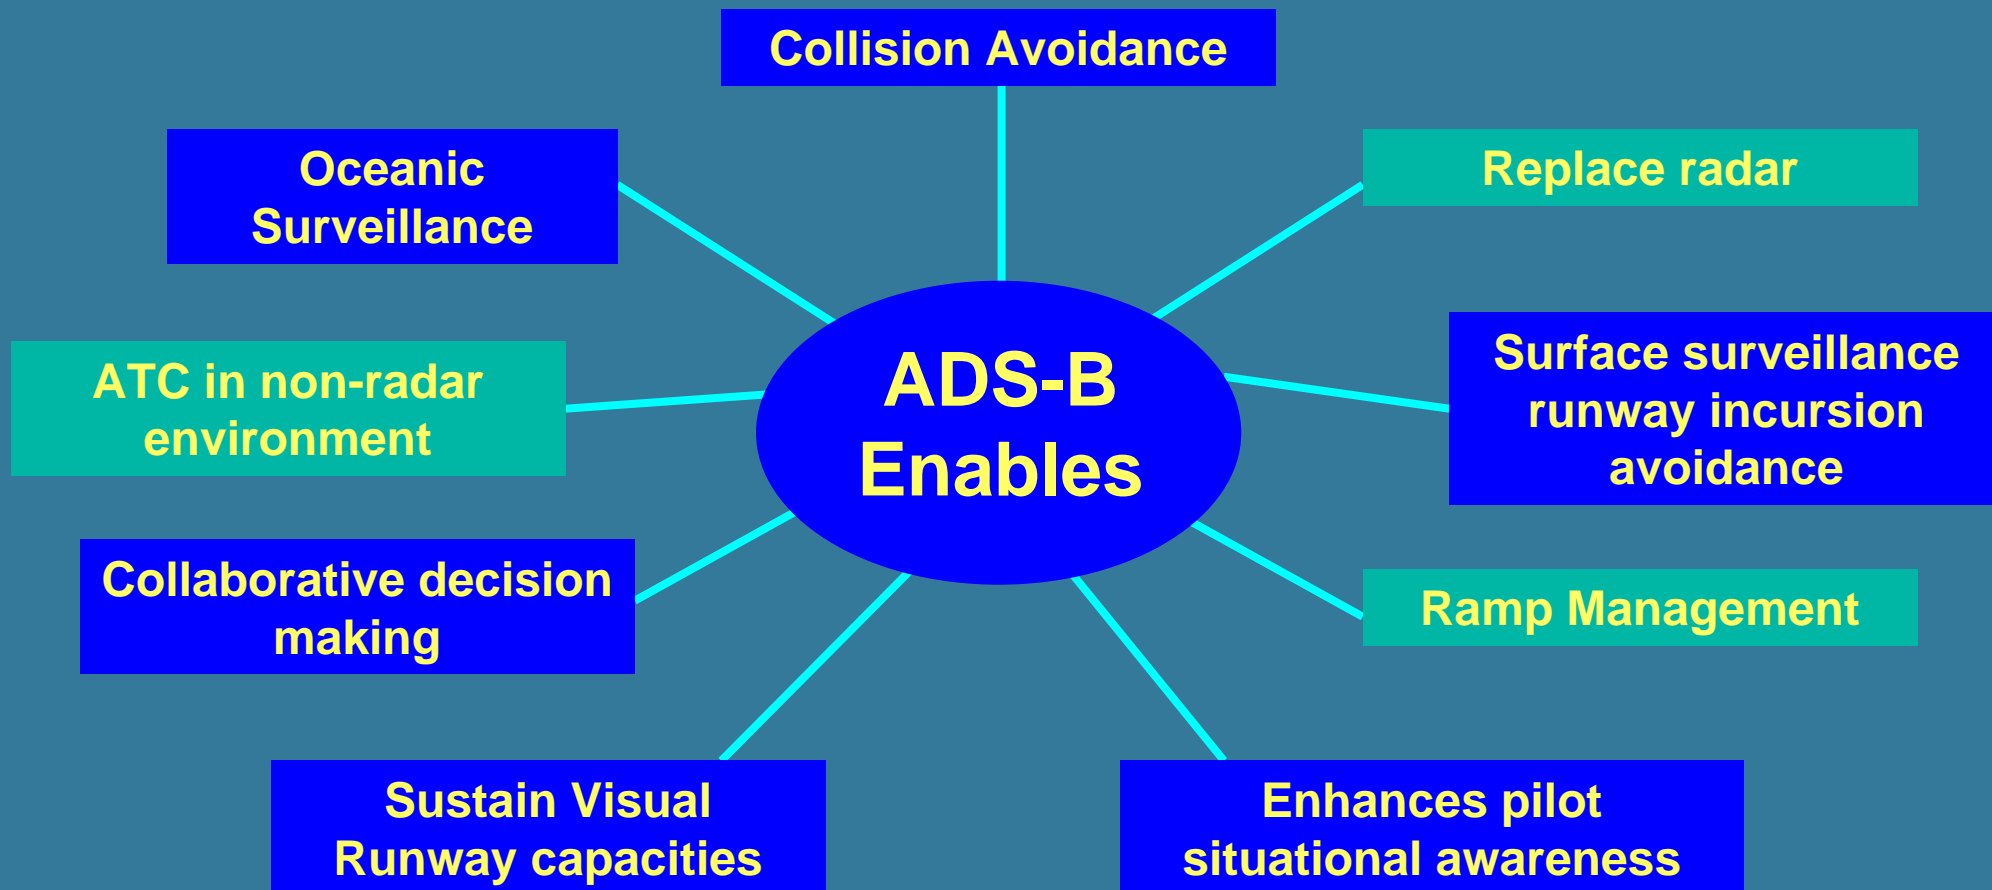 Collision Avoidance
Oceanic
Surveillance
Replace radar
ATC in non-radar
environment
ADS-B
Enables
Surface surveillance
runway incursion
avoidance
Collaborative decision
making
Ramp Management
Sustain Visual
Runway capacities
Enhances pilot
situational awareness